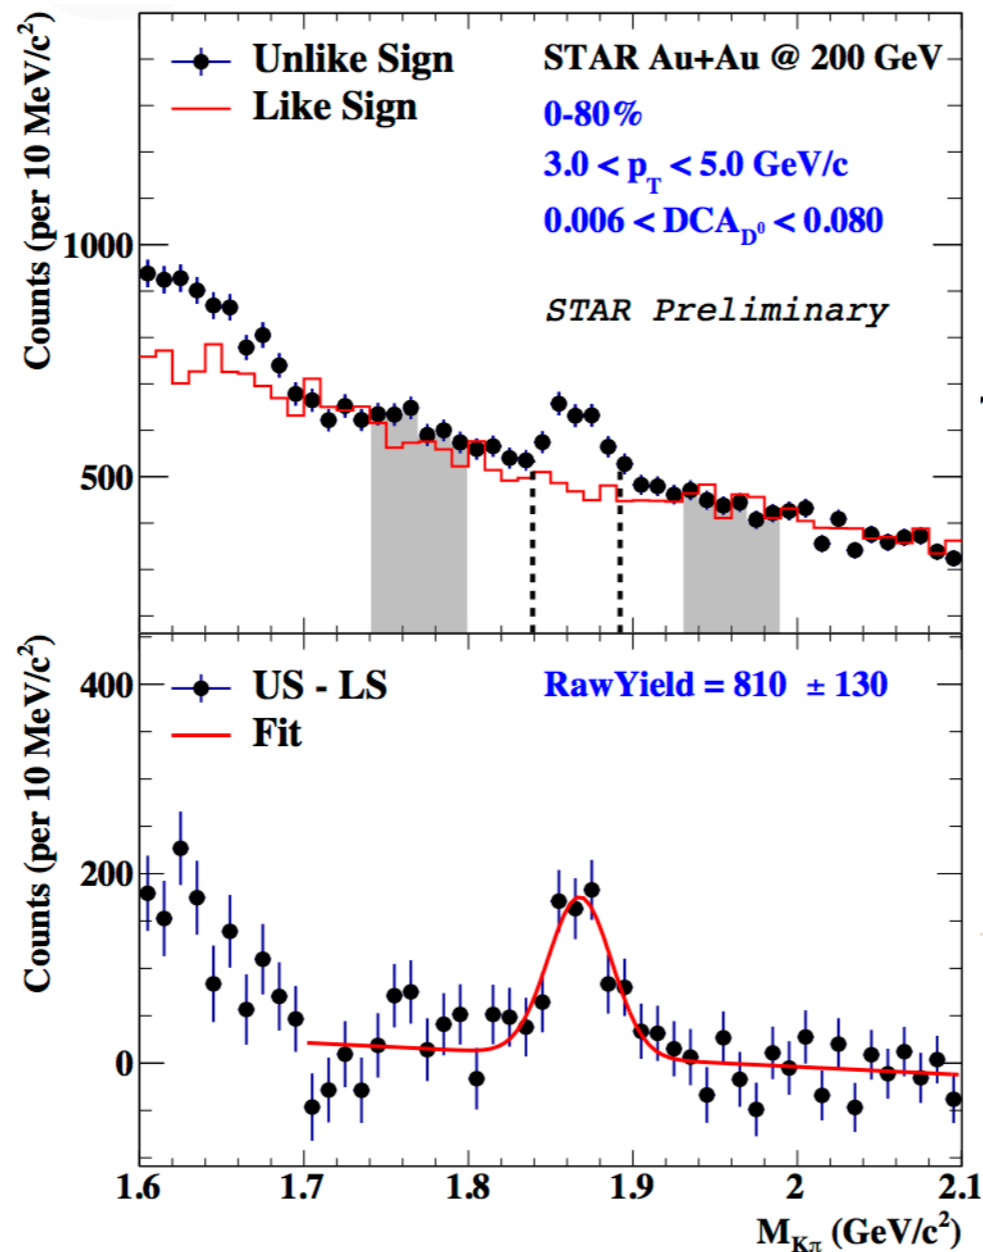 Counts (per 10 MeV/c²)
Unlike Sign
Like Sign
STAR Au+Au @ 200 GeV
0-80%
3.0 < p_T < 5.0 GeV/c
0.006 < DCA_D⁰ < 0.080
STAR Preliminary
1000
500
Counts (per 10 MeV/c²)
US - LS
Fit
RawYield = 810 ± 130
400
200
0
1.6 1.7 1.8 1.9 2 2.1
M_Kπ (GeV/c²)